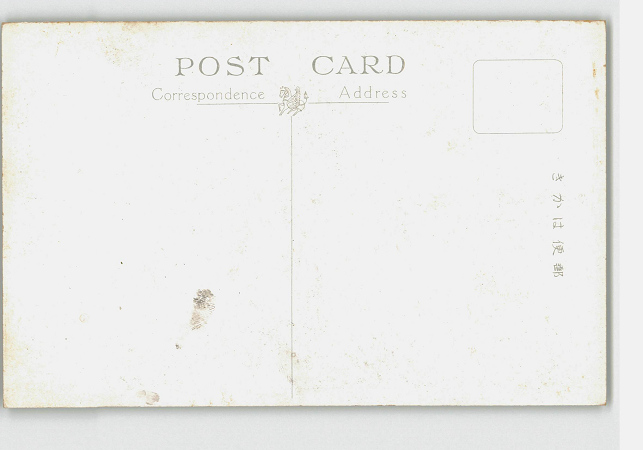 POST CARD
Correspondence Address
きかは便郵